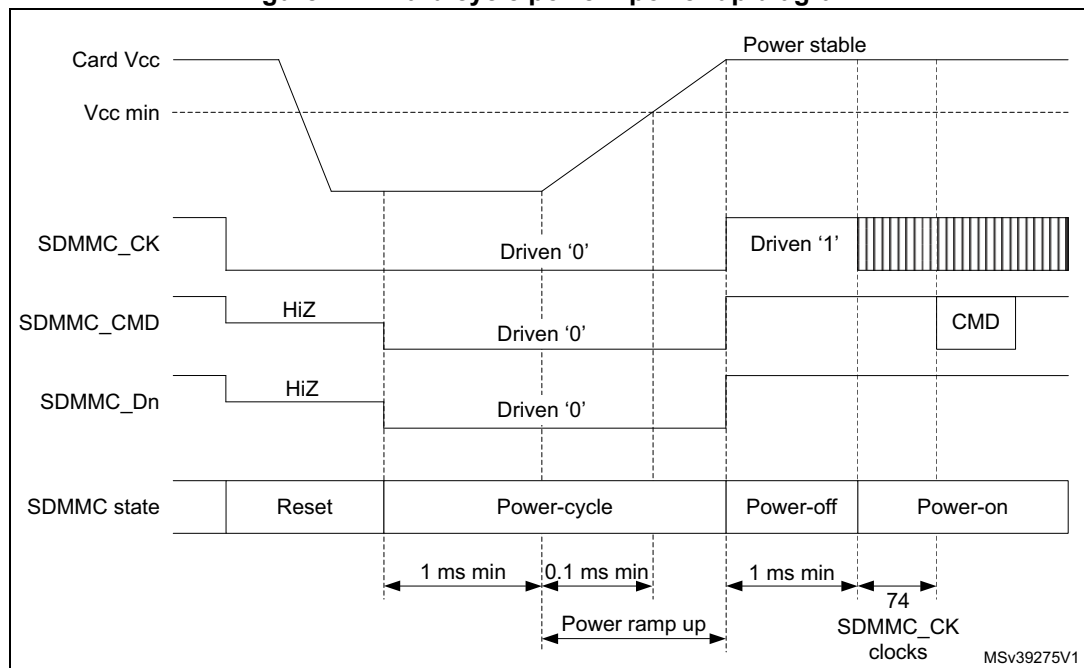 Power stable
Card Vcc
Vcc min
SDMMC_CK
Driven ‘0’
Driven ‘1’
SDMMC_CMD
HiZ
Driven ‘0’
CMD
SDMMC_Dn
HiZ
Driven ‘0’
SDMMC state
Reset
Power-cycle
Power-off
Power-on
1 ms min
0.1 ms min
1 ms min
74
SDMMC_CK
clocks
Power ramp up
MSv39275V1